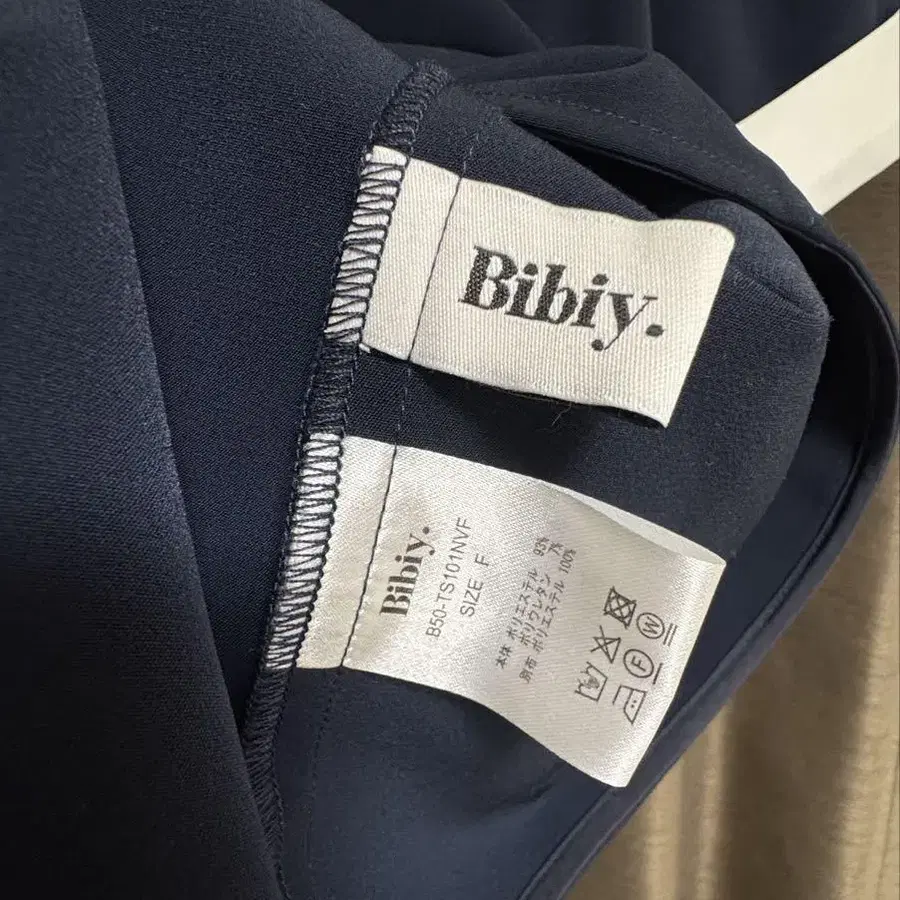 Bibiy.
Bibiy.
B50-TS101NVF
SIZE F
本体 ポリエステル 93%
ポリウレタン 7%
別布 ポリエステル 100%
F
W